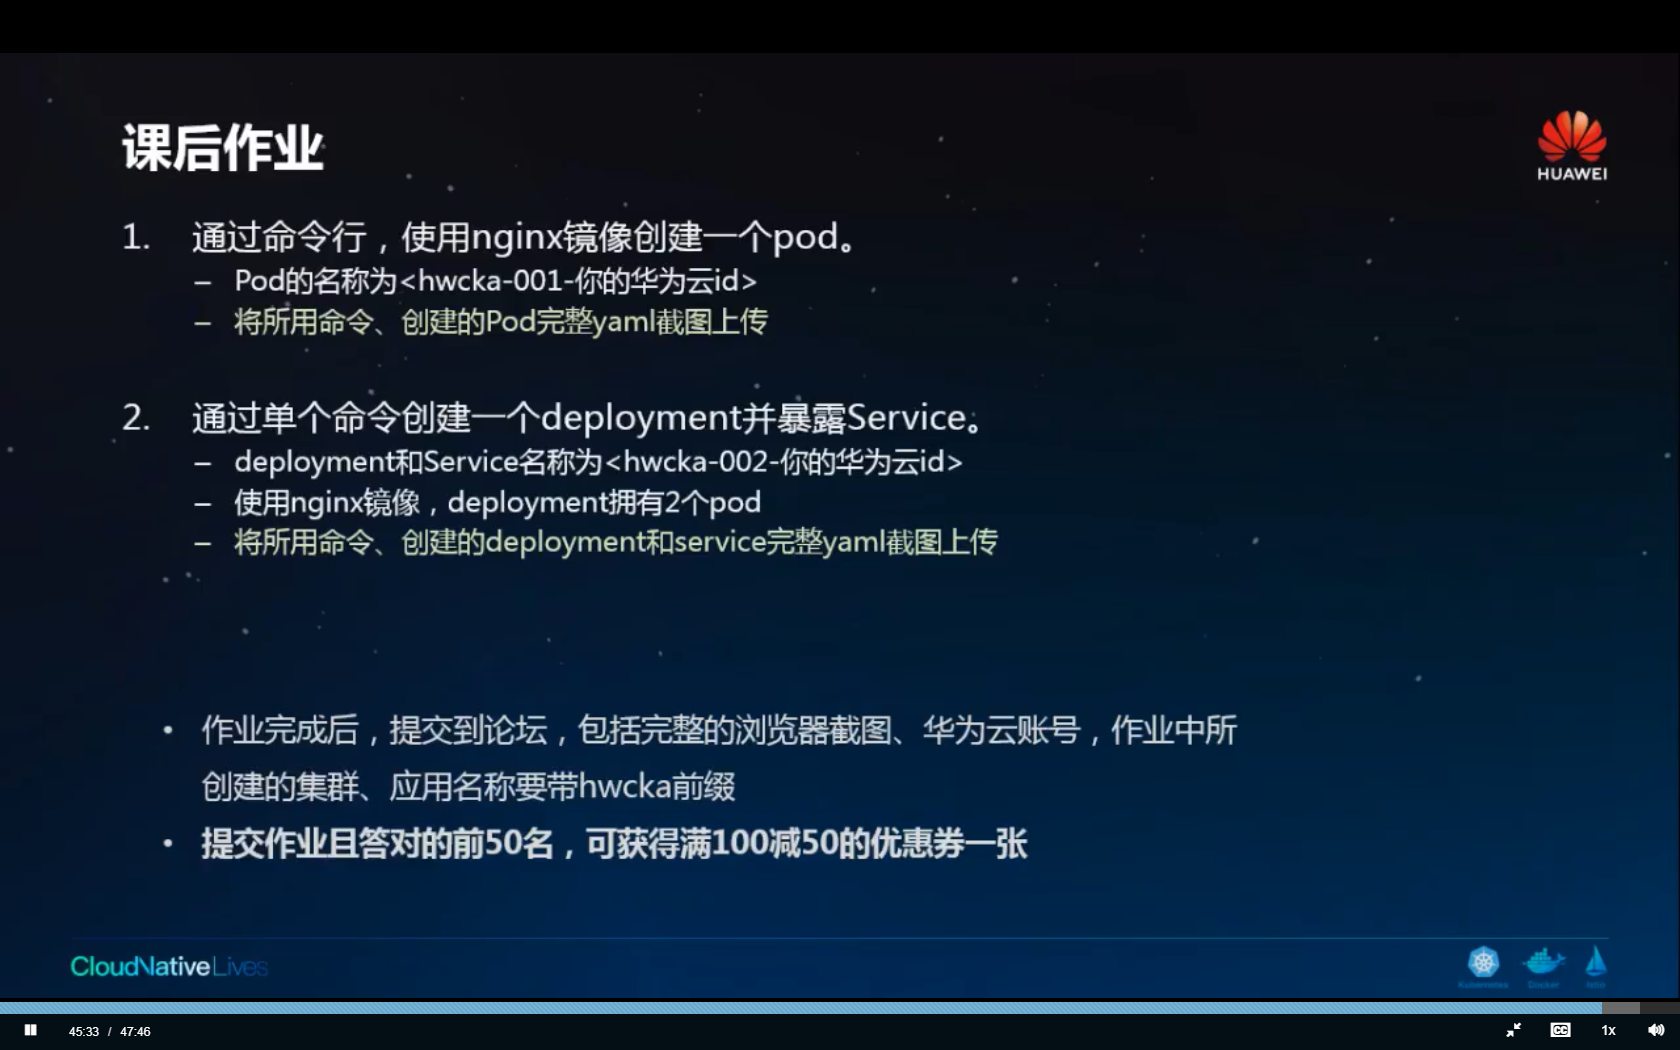 课后作业
HUAWEI
1. 通过命令行，使用nginx镜像创建一个pod。
– Pod的名称为<hwcka-001-你的华为云id>
– 将所用命令、创建的Pod完整yaml截图上传
2. 通过单个命令创建一个deployment并暴露Service。
– deployment和Service名称为<hwcka-002-你的华为云id>
– 使用nginx镜像，deployment拥有2个pod
– 将所用命令、创建的deployment和service完整yaml截图上传
• 作业完成后，提交到论坛，包括完整的浏览器截图、华为云账号，作业中所
创建的集群、应用名称要带hwcka前缀
• 提交作业且答对的前50名，可获得满100减50的优惠券一张
CloudNativeLives
Kubernetes Docker Istio
45:33 / 47:46
CC 1x